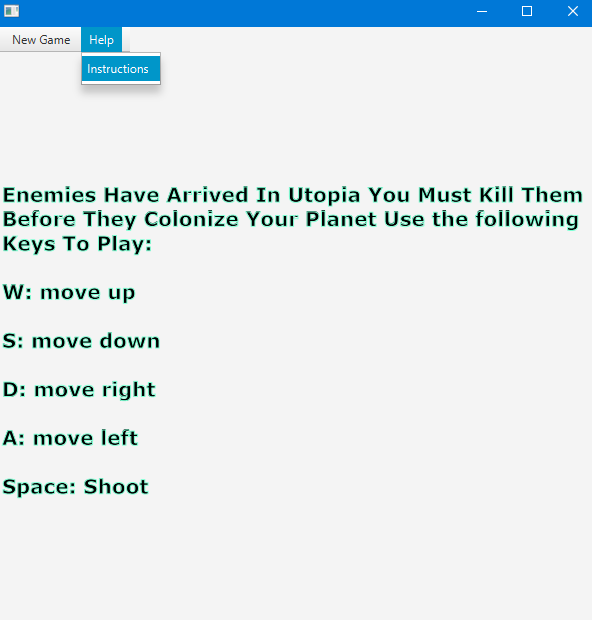 New Game Help
Instructions
Enemies Have Arrived In Utopia You Must Kill Them
Before They Colonize Your Planet Use the following
Keys To Play:
W: move up
S: move down
D: move right
A: move left
Space: Shoot